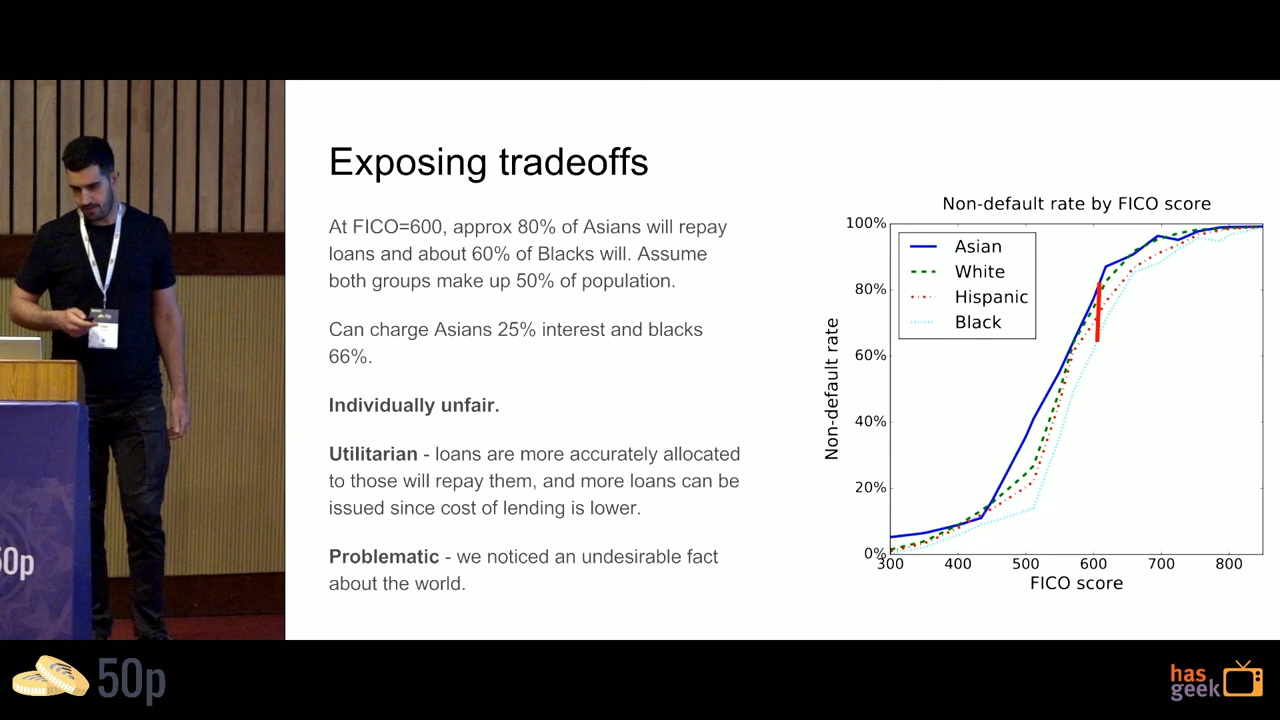 Exposing tradeoffs
At FICO=600, approx 80% of Asians will repay
loans and about 60% of Blacks will. Assume
both groups make up 50% of population.
Can charge Asians 25% interest and blacks
66%.
Individually unfair.
Utilitarian - loans are more accurately allocated
to those will repay them, and more loans can be
issued since cost of lending is lower.
Problematic - we noticed an undesirable fact
about the world.
Non-default rate by FICO score
100%
80%
60%
40%
20%
0%
Non-default rate
Asian
White
Hispanic
Black
300 400 500 600 700 800
FICO score
50p
50p
has
geek